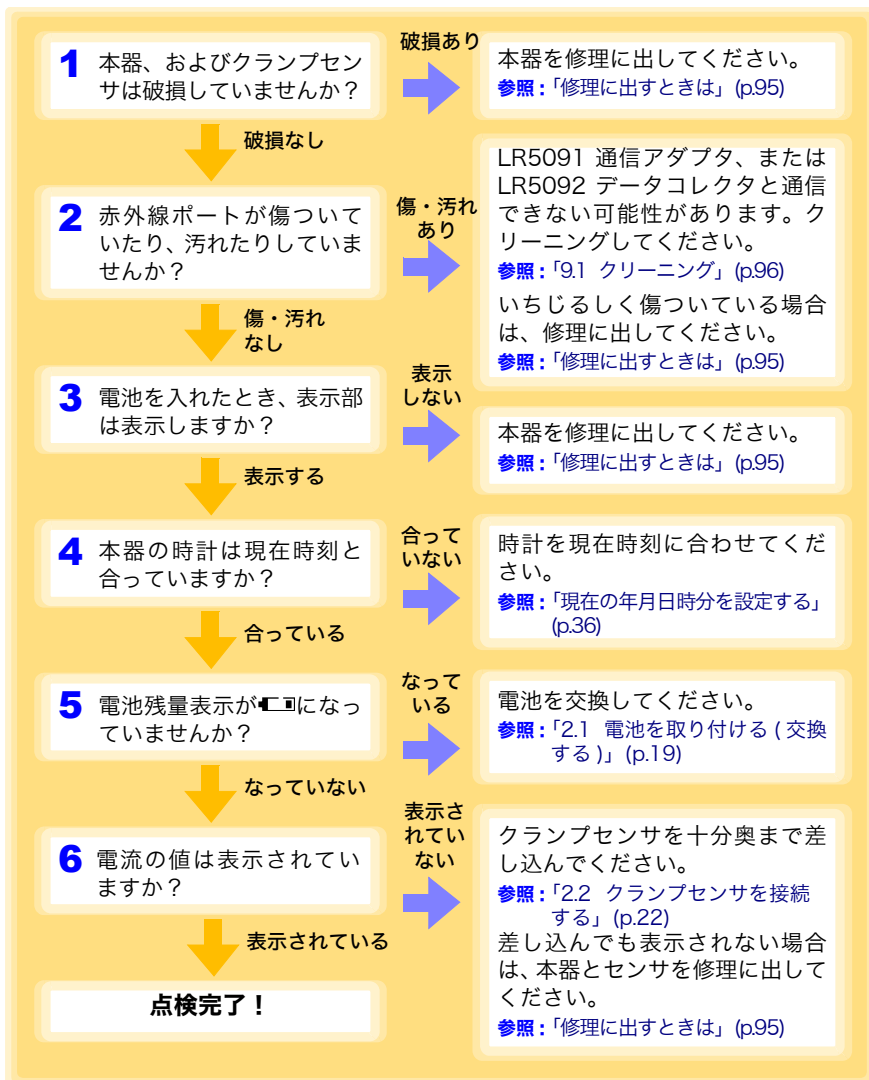 1 本器、およびクランプセン
サは破損していませんか？
破損あり
本器を修理に出してください。
参照：「修理に出すときは」(p.95)
破損なし
2 赤外線ポートが傷ついて
いたり、汚れたりしていま
せんか？
傷・汚れ
あり
LR5091 通信アダプタ、または
LR5092 データコレクタと通信
できない可能性があります。ク
リーニングしてください。
参照：「9.1 クリーニング」(p.96)
いちじるしく傷ついている場合
は、修理に出してください。
参照：「修理に出すときは」(p.95)
傷・汚れ
なし
3 電池を入れたとき、表示部
は表示しますか？
表示
しない
本器を修理に出してください。
参照：「修理に出すときは」(p.95)
表示する
4 本器の時計は現在時刻と
合っていますか？
合って
いない
時計を現在時刻に合わせてくだ
さい。
参照：「現在の年月日時分を設定する」
(p.36)
合っている
5 電池残量表示がになっ
ていませんか？
なって
いる
電池を交換してください。
参照：「2.1 電池を取り付ける ( 交換
する )」(p.19)
なっていない
6 電流の値は表示されてい
ますか？
表示さ
れてい
ない
クランプセンサを十分奥まで差
し込んでください。
参照：「2.2 クランプセンサを接続
する」(p.22)
差し込んでも表示されない場合
は、本器とセンサを修理に出して
ください。
参照：「修理に出すときは」(p.95)
表示されている
点検完了！